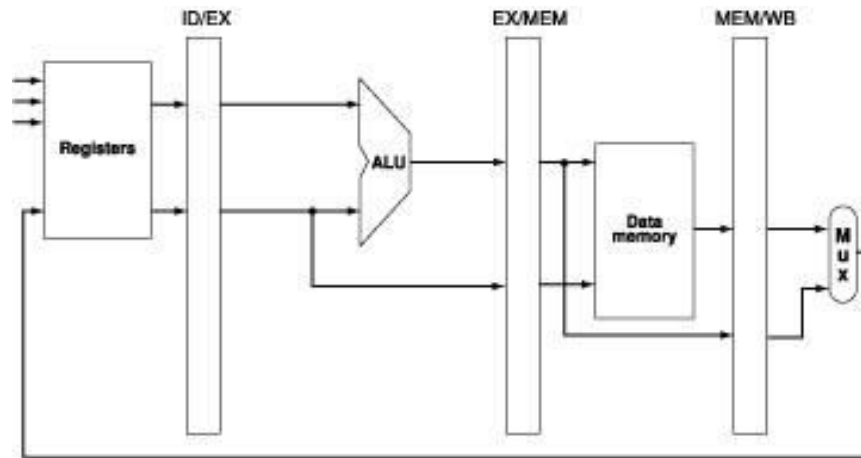 ID/EX
EX/MEM
MEM/WB
Registers
ALU
Data
memory
M
u
x